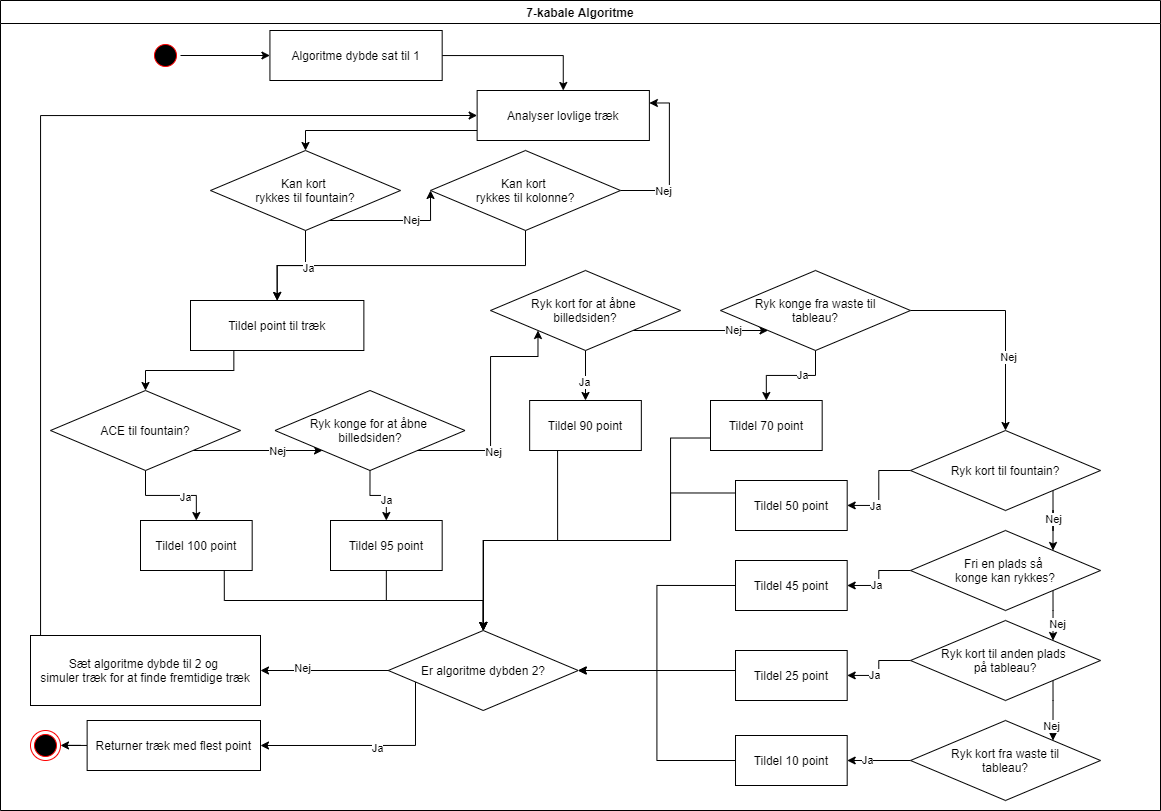 7-kabale Algoritme
Algoritme dybde sat til 1
Analyser lovlige træk
Kan kort
rykkes til fountain?
Nej
Kan kort
rykkes til kolonne?
Nej
Ja
Tildel point til træk
Ryk kort for at åbne
billedsiden?
Nej
Ryk konge fra waste til
tableau?
Nej
Ja
Ja
ACE til fountain?
Nej
Ryk konge for at åbne
billedsiden?
Nej
Tildel 90 point
Tildel 70 point
Ja
Ja
Ryk kort til fountain?
Ja
Nej
Tildel 50 point
Tildel 100 point
Tildel 95 point
Fri en plads så
konge kan rykkes?
Ja
Nej
Tildel 45 point
Sæt algoritme dybde til 2 og
simuler træk for at finde fremtidige træk
Nej
Er algoritme dybden 2?
Tildel 25 point
Ja
Ryk kort til anden plads
på tableau?
Nej
Returner træk med flest point
Ja
Tildel 10 point
Ja
Ryk kort fra waste til
tableau?